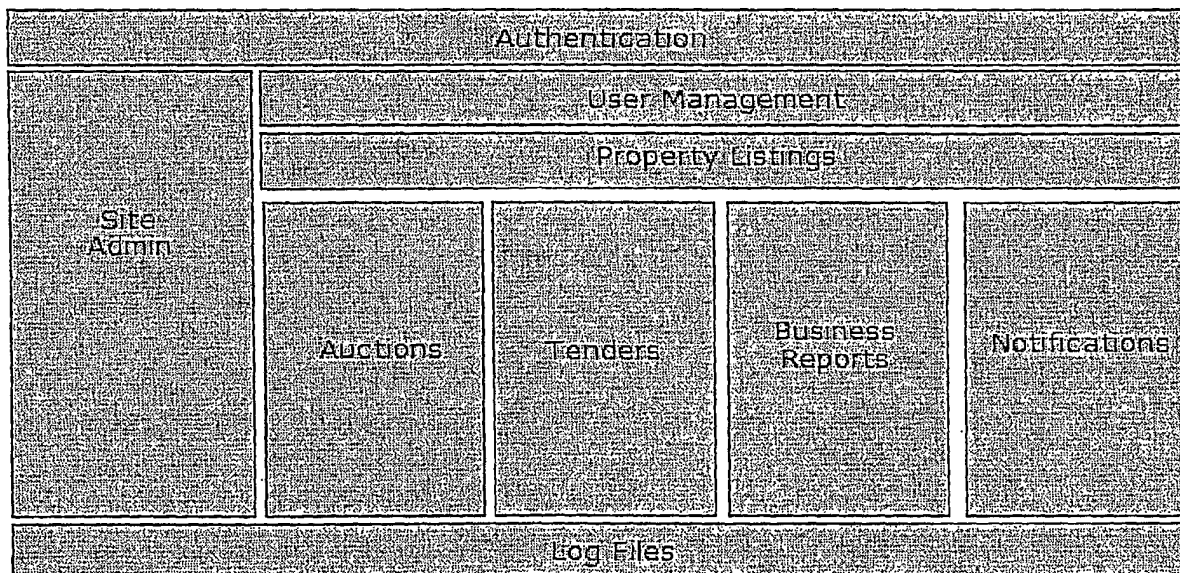 Authentication
User Management
Property Listings
Site
Admin
Auctions
Tenders
Business
Reports
Notifications
Log Files